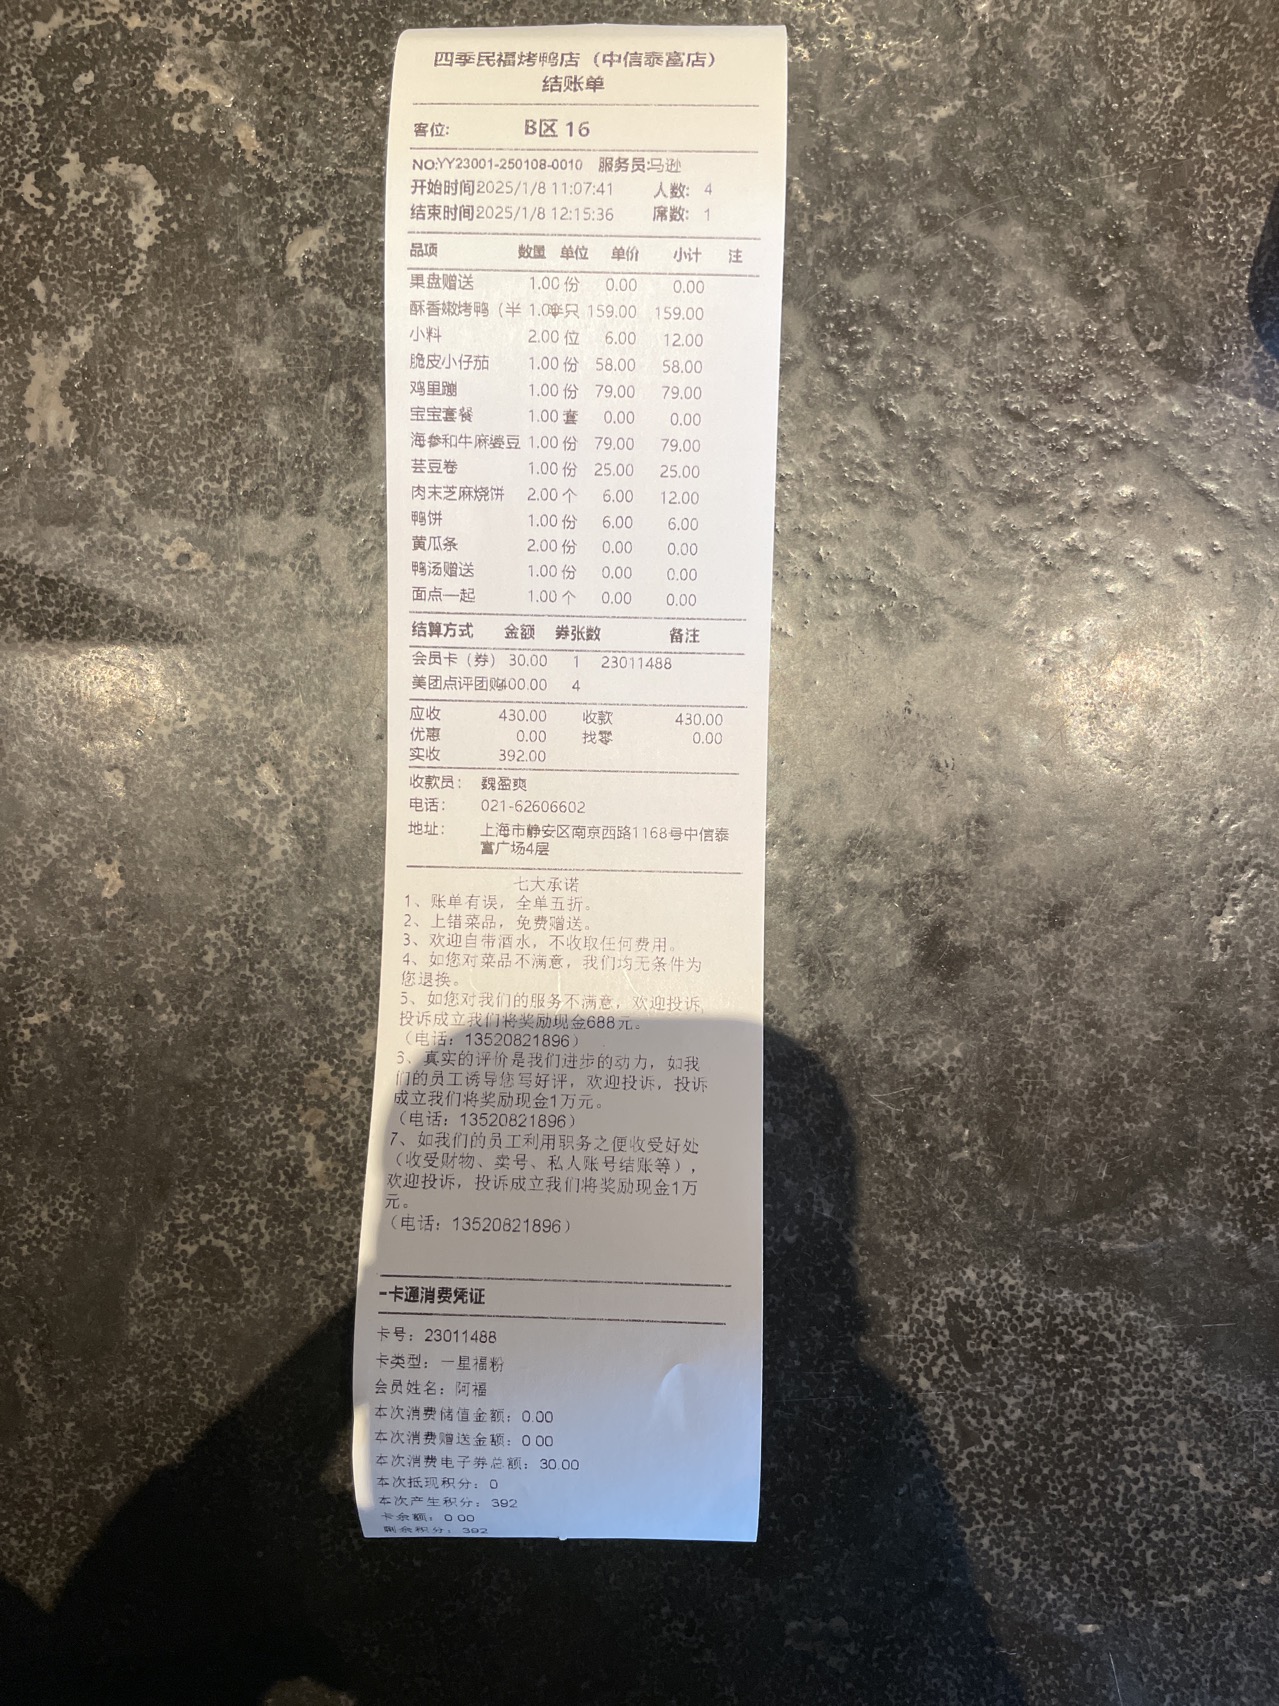 四季民福烤鸭店（中信泰富店）
结账单
客位: B区 16
NO:YY23001-250108-0010 服务员:马逊
开始时间2025/1/8 11:07:41 人数: 4
结束时间2025/1/8 12:15:36 席数: 1
品项 数量 单位 单价 小计 注
果盘赠送 1.00 份 0.00 0.00
酥香嫩烤鸭（半 1.00 只 159.00 159.00
小料 2.00 位 6.00 12.00
脆皮小仔茄 1.00 份 58.00 58.00
鸡里蹦 1.00 份 79.00 79.00
宝宝套餐 1.00 套 0.00 0.00
海参和牛麻婆豆 1.00 份 79.00 79.00
芸豆卷 1.00 份 25.00 25.00
肉末芝麻烧饼 2.00 个 6.00 12.00
鸭饼 1.00 份 6.00 6.00
黄瓜条 2.00 份 0.00 0.00
鸭汤赠送 1.00 份 0.00 0.00
面点一起 1.00 个 0.00 0.00
结算方式 金额 券张数 备注
会员卡（券） 30.00 1 23011488
美团点评团购400.00 4
应收 430.00 收款 430.00
优惠 0.00 找零 0.00
实收 392.00
收款员: 魏盈爽
电话: 021-62606602
地址: 上海市静安区南京西路1168号中信泰
富广场4层
七大承诺
1、账单有误，全单五折。
2、上错菜品，免费赠送。
3、欢迎自带酒水，不收取任何费用。
4、如您对菜品不满意，我们均无条件为
您退换。
5、如您对我们的服务不满意，欢迎投诉，
投诉成立我们将奖励现金688元。
（电话：13520821896）
6、真实的评价是我们进步的动力，如我
们的员工诱导您写好评，欢迎投诉，投诉
成立我们将奖励现金1万元。
（电话：13520821896）
7、如我们的员工利用职务之便收受好处
（收受财物、卖号、私人账号结账等），
欢迎投诉，投诉成立我们将奖励现金1万
元。
（电话：13520821896）
一卡通消费凭证
卡号：23011488
卡类型：一星福粉
会员姓名：阿福
本次消费储值金额：0.00
本次消费赠送金额：0.00
本次消费电子券总额：30.00
本次抵现积分：0
本次产生积分：392
卡余额：0.00
剩余积分：392